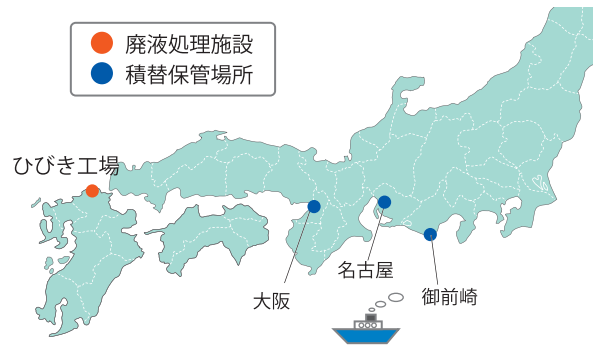 廃液処理施設
積替保管場所
ひびき工場
大阪
名古屋
御前崎